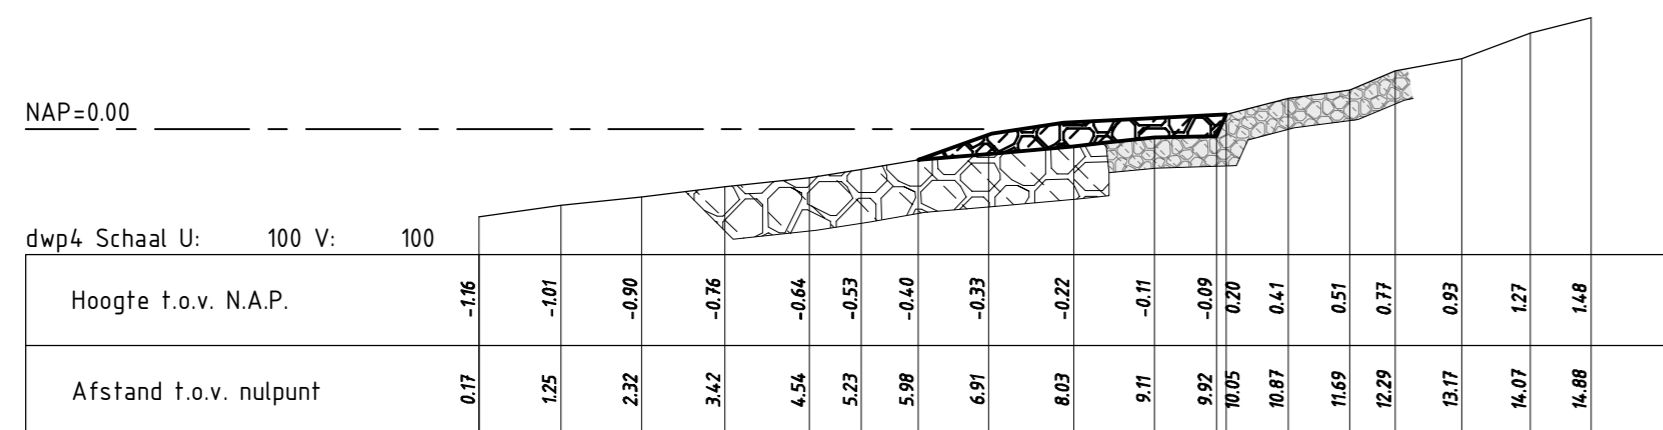 NAP=0.00
dwp4 Schaal U: 100 V: 100
Hoogte t.o.v. N.A.P. -1.16 -1.01 -0.90 -0.76 -0.64 -0.53 -0.40 -0.33 -0.22 -0.11 -0.09 0.20 0.41 0.51 0.77 0.93 1.27 1.48
Afstand t.o.v. nulpunt 0.17 1.25 2.32 3.42 4.54 5.23 5.98 6.91 8.03 9.11 9.92 10.05 10.87 11.69 12.29 13.17 14.07 14.88